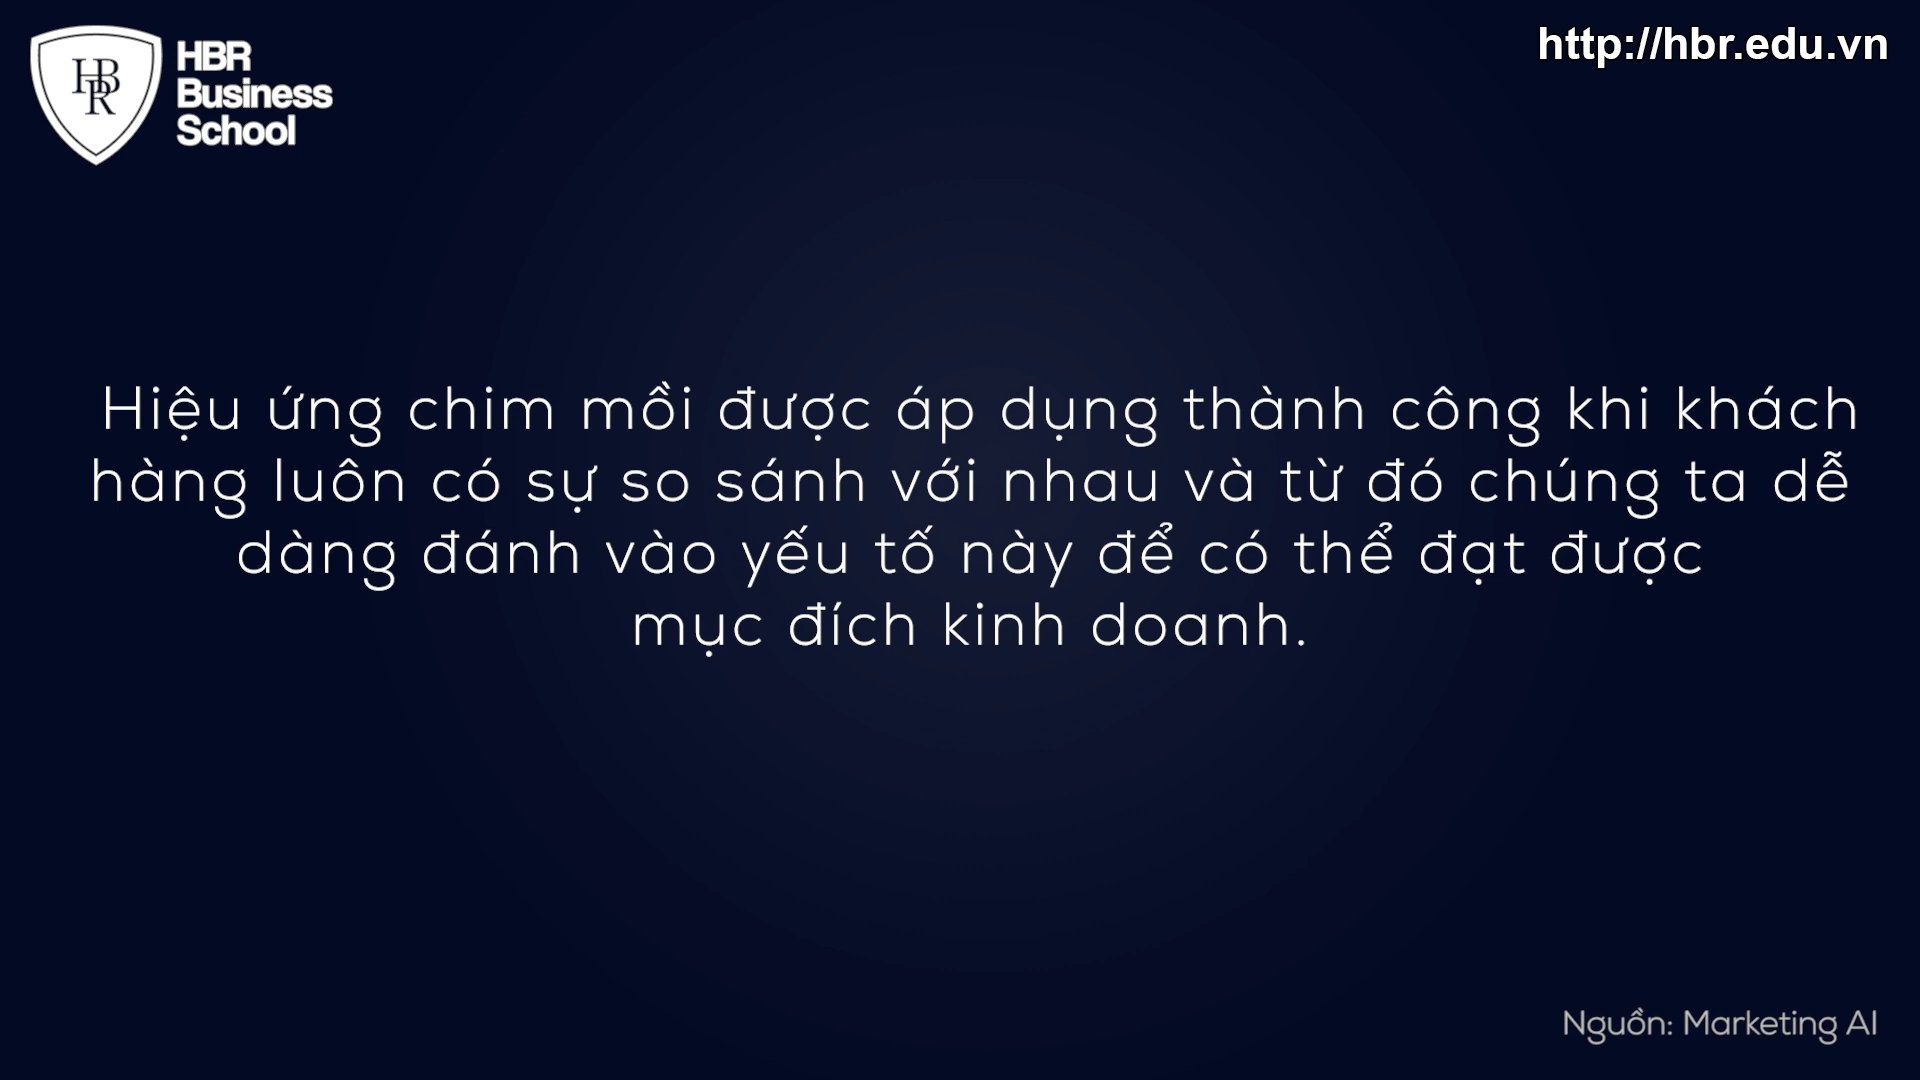 HBR
Business
School
http://hbr.edu.vn
Hiệu ứng chim mồi được áp dụng thành công khi khách
hàng luôn có sự so sánh với nhau và từ đó chúng ta dễ
dàng đánh vào yếu tố này để có thể đạt được
mục đích kinh doanh.
Nguồn: Marketing AI